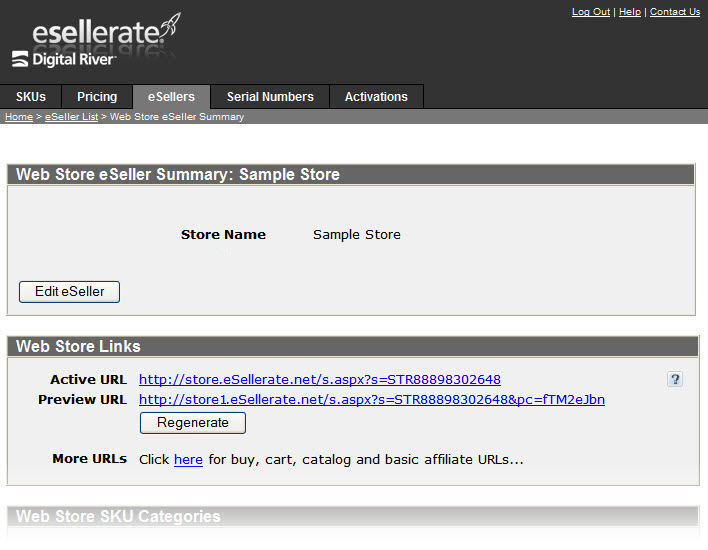 Log Out | Help | Contact Us
esellerate.
Digital River
SKUs Pricing eSellers Serial Numbers Activations
Home > eSeller List > Web Store eSeller Summary
Web Store eSeller Summary: Sample Store
Store Name Sample Store
Edit eSeller
Web Store Links
Active URL http://store.eSellerate.net/s.aspx?s=STR88898302648 ?
Preview URL http://store1.eSellerate.net/s.aspx?s=STR88898302648&pc=fTM2eJbn
Regenerate
More URLs Click here for buy, cart, catalog and basic affiliate URLs...
Web Store SKU Categories